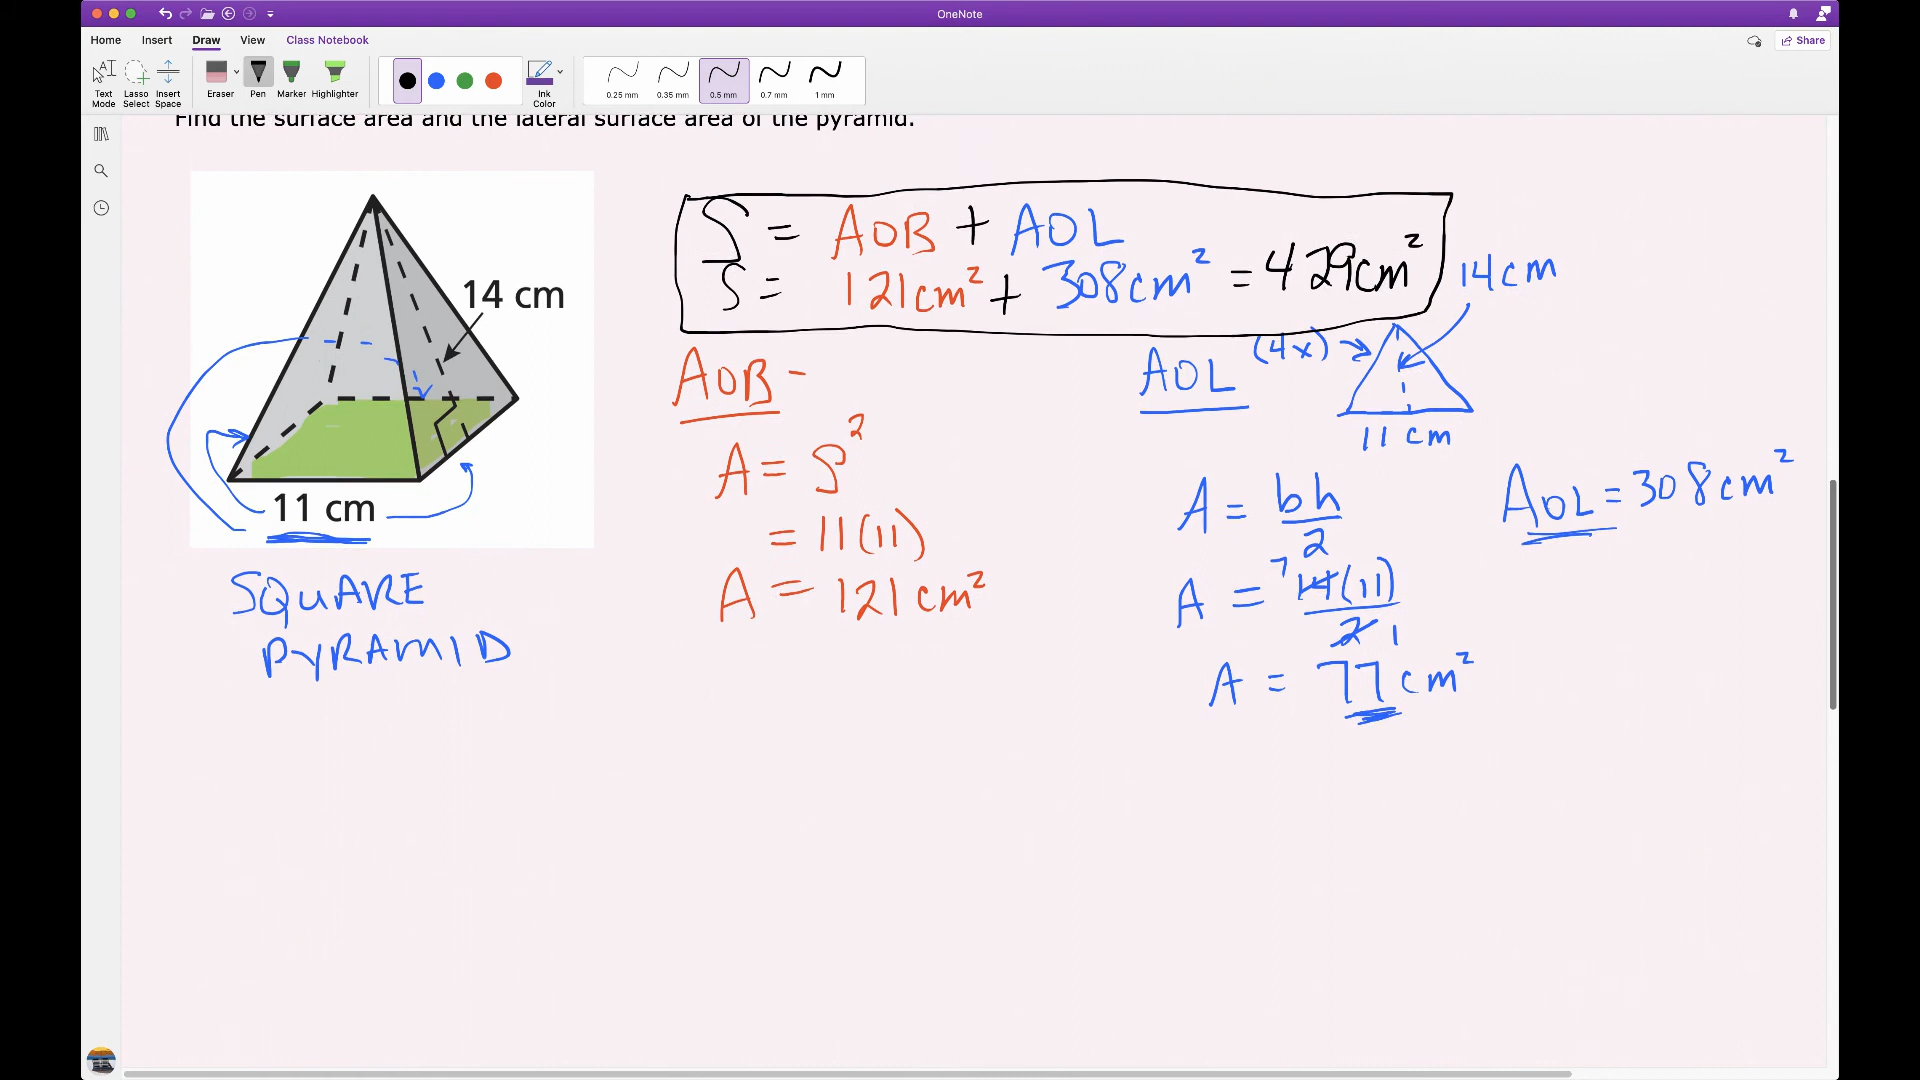 OneNote
Home Insert Draw View Class Notebook
Share
Text Mode
Lasso Select
Insert Space
Eraser
Pen
Marker
Highlighter
Ink Color
0.25 mm
0.35 mm
0.5 mm
0.7 mm
1 mm
Find the surface area and the lateral surface area of the pyramid.
14 cm
11 cm
SQUARE
PYRAMID
S = AOB + AOL
S = 121cm² + 308cm² = 429cm²
AOB -
A = S²
= 11(11)
A = 121 cm²
AOL
(4x)
14cm
11 cm
A = bh/2
A = 7 14(11)/2 1
A = 77 cm²
AOL = 308cm²